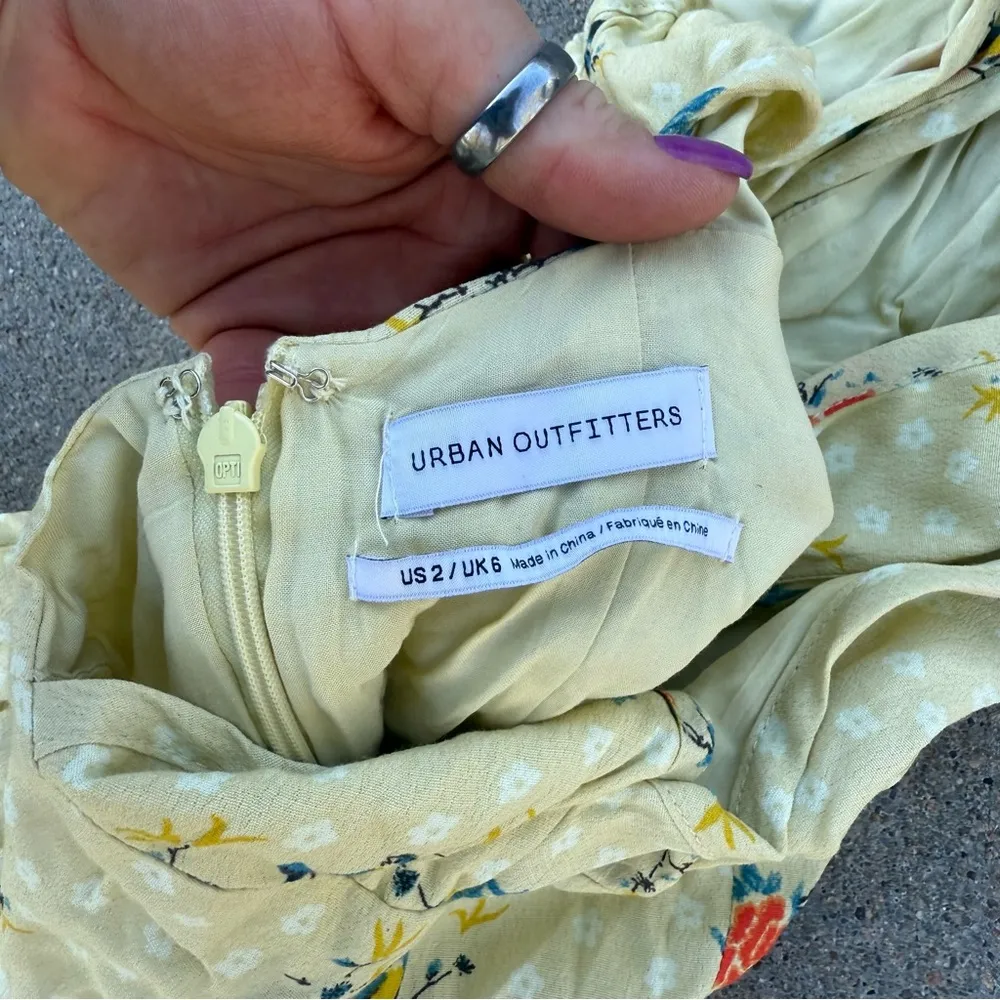 OPTI
URBAN OUTFITTERS
US 2 / UK 6 Made in China / Fabriqué en Chine